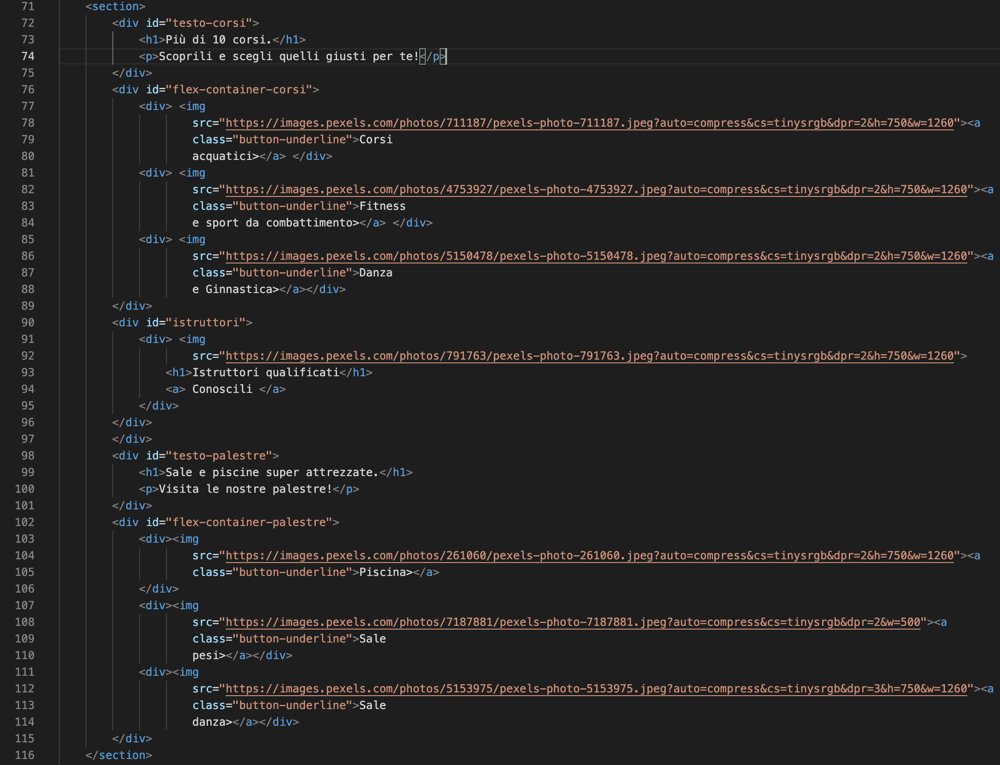 71 <section>
72 <div id="testo-corsi">
73 <h1>Più di 10 corsi.</h1>
74 <p>Scoprili e scegli quelli giusti per te!</p>
75 </div>
76 <div id="flex-container-corsi">
77 <div> <img
78 src="https://images.pexels.com/photos/711187/pexels-photo-711187.jpeg?auto=compress&cs=tinysrgb&dpr=2&h=750&w=1260"><a
79 class="button-underline">Corsi
80 acquatici></a> </div>
81 <div> <img
82 src="https://images.pexels.com/photos/4753927/pexels-photo-4753927.jpeg?auto=compress&cs=tinysrgb&dpr=2&h=750&w=1260"><a
83 class="button-underline">Fitness
84 e sport da combattimento></a> </div>
85 <div> <img
86 src="https://images.pexels.com/photos/5150478/pexels-photo-5150478.jpeg?auto=compress&cs=tinysrgb&dpr=2&h=750&w=1260"><a
87 class="button-underline">Danza
88 e Ginnastica></a></div>
89 </div>
90 <div id="istruttori">
91 <div> <img
92 src="https://images.pexels.com/photos/791763/pexels-photo-791763.jpeg?auto=compress&cs=tinysrgb&dpr=2&h=750&w=1260">
93 <h1>Istruttori qualificati</h1>
94 <a> Conoscili </a>
95 </div>
96 </div>
97 </div>
98 <div id="testo-palestre">
99 <h1>Sale e piscine super attrezzate.</h1>
100 <p>Visita le nostre palestre!</p>
101 </div>
102 <div id="flex-container-palestre">
103 <div><img
104 src="https://images.pexels.com/photos/261060/pexels-photo-261060.jpeg?auto=compress&cs=tinysrgb&dpr=2&h=750&w=1260"><a
105 class="button-underline">Piscina></a>
106 </div>
107 <div><img
108 src="https://images.pexels.com/photos/7187881/pexels-photo-7187881.jpeg?auto=compress&cs=tinysrgb&dpr=2&w=500"><a
109 class="button-underline">Sale
110 pesi></a></div>
111 <div><img
112 src="https://images.pexels.com/photos/5153975/pexels-photo-5153975.jpeg?auto=compress&cs=tinysrgb&dpr=3&h=750&w=1260"><a
113 class="button-underline">Sale
114 danza></a></div>
115 </div>
116 </section>